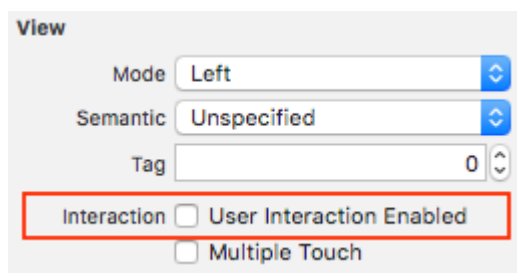 View
Mode Left
Semantic Unspecified
Tag 0
Interaction User Interaction Enabled
Multiple Touch